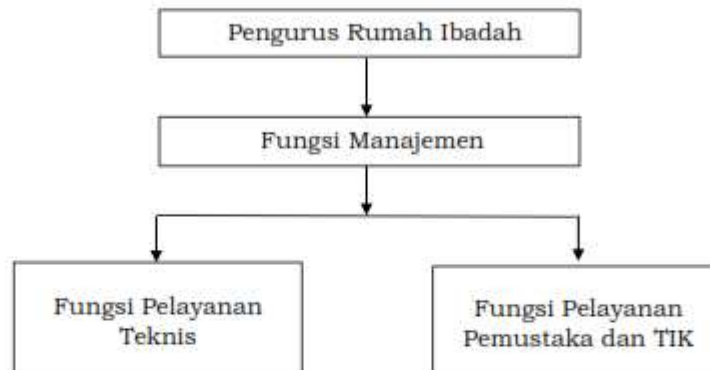 Pengurus Rumah Ibadah
Fungsi Manajemen
Fungsi Pelayanan
Teknis
Fungsi Pelayanan
Pemustaka dan TIK